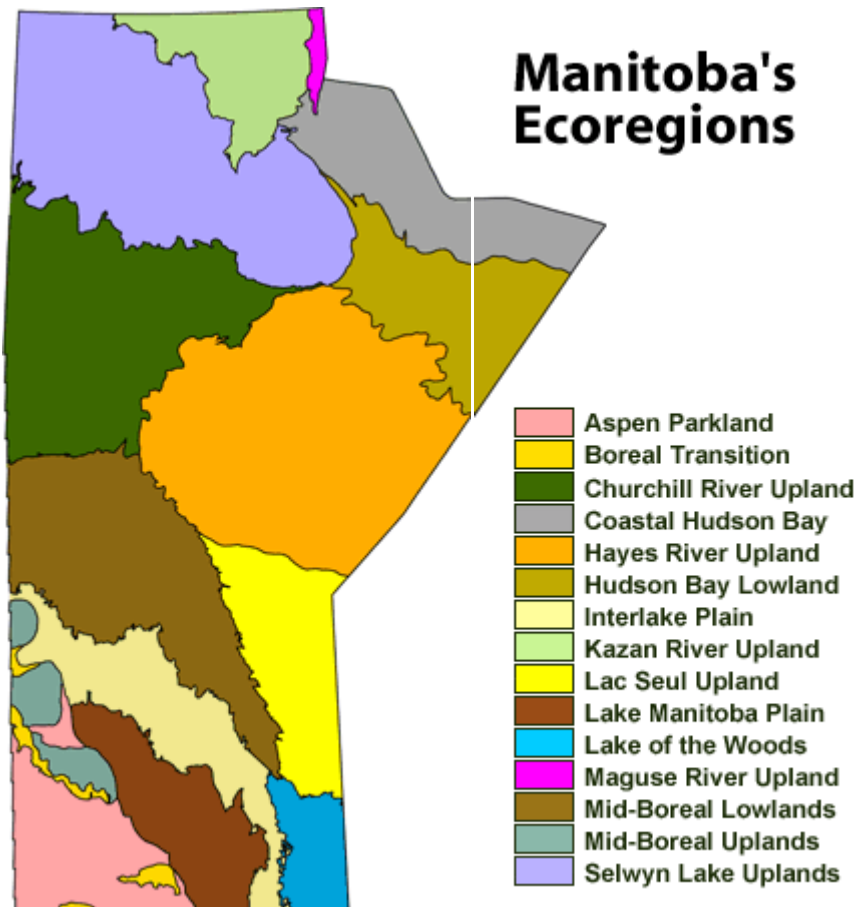 Manitoba's
Ecoregions
Aspen Parkland
Boreal Transition
Churchill River Upland
Coastal Hudson Bay
Hayes River Upland
Hudson Bay Lowland
Interlake Plain
Kazan River Upland
Lac Seul Upland
Lake Manitoba Plain
Lake of the Woods
Maguse River Upland
Mid-Boreal Lowlands
Mid-Boreal Uplands
Selwyn Lake Uplands